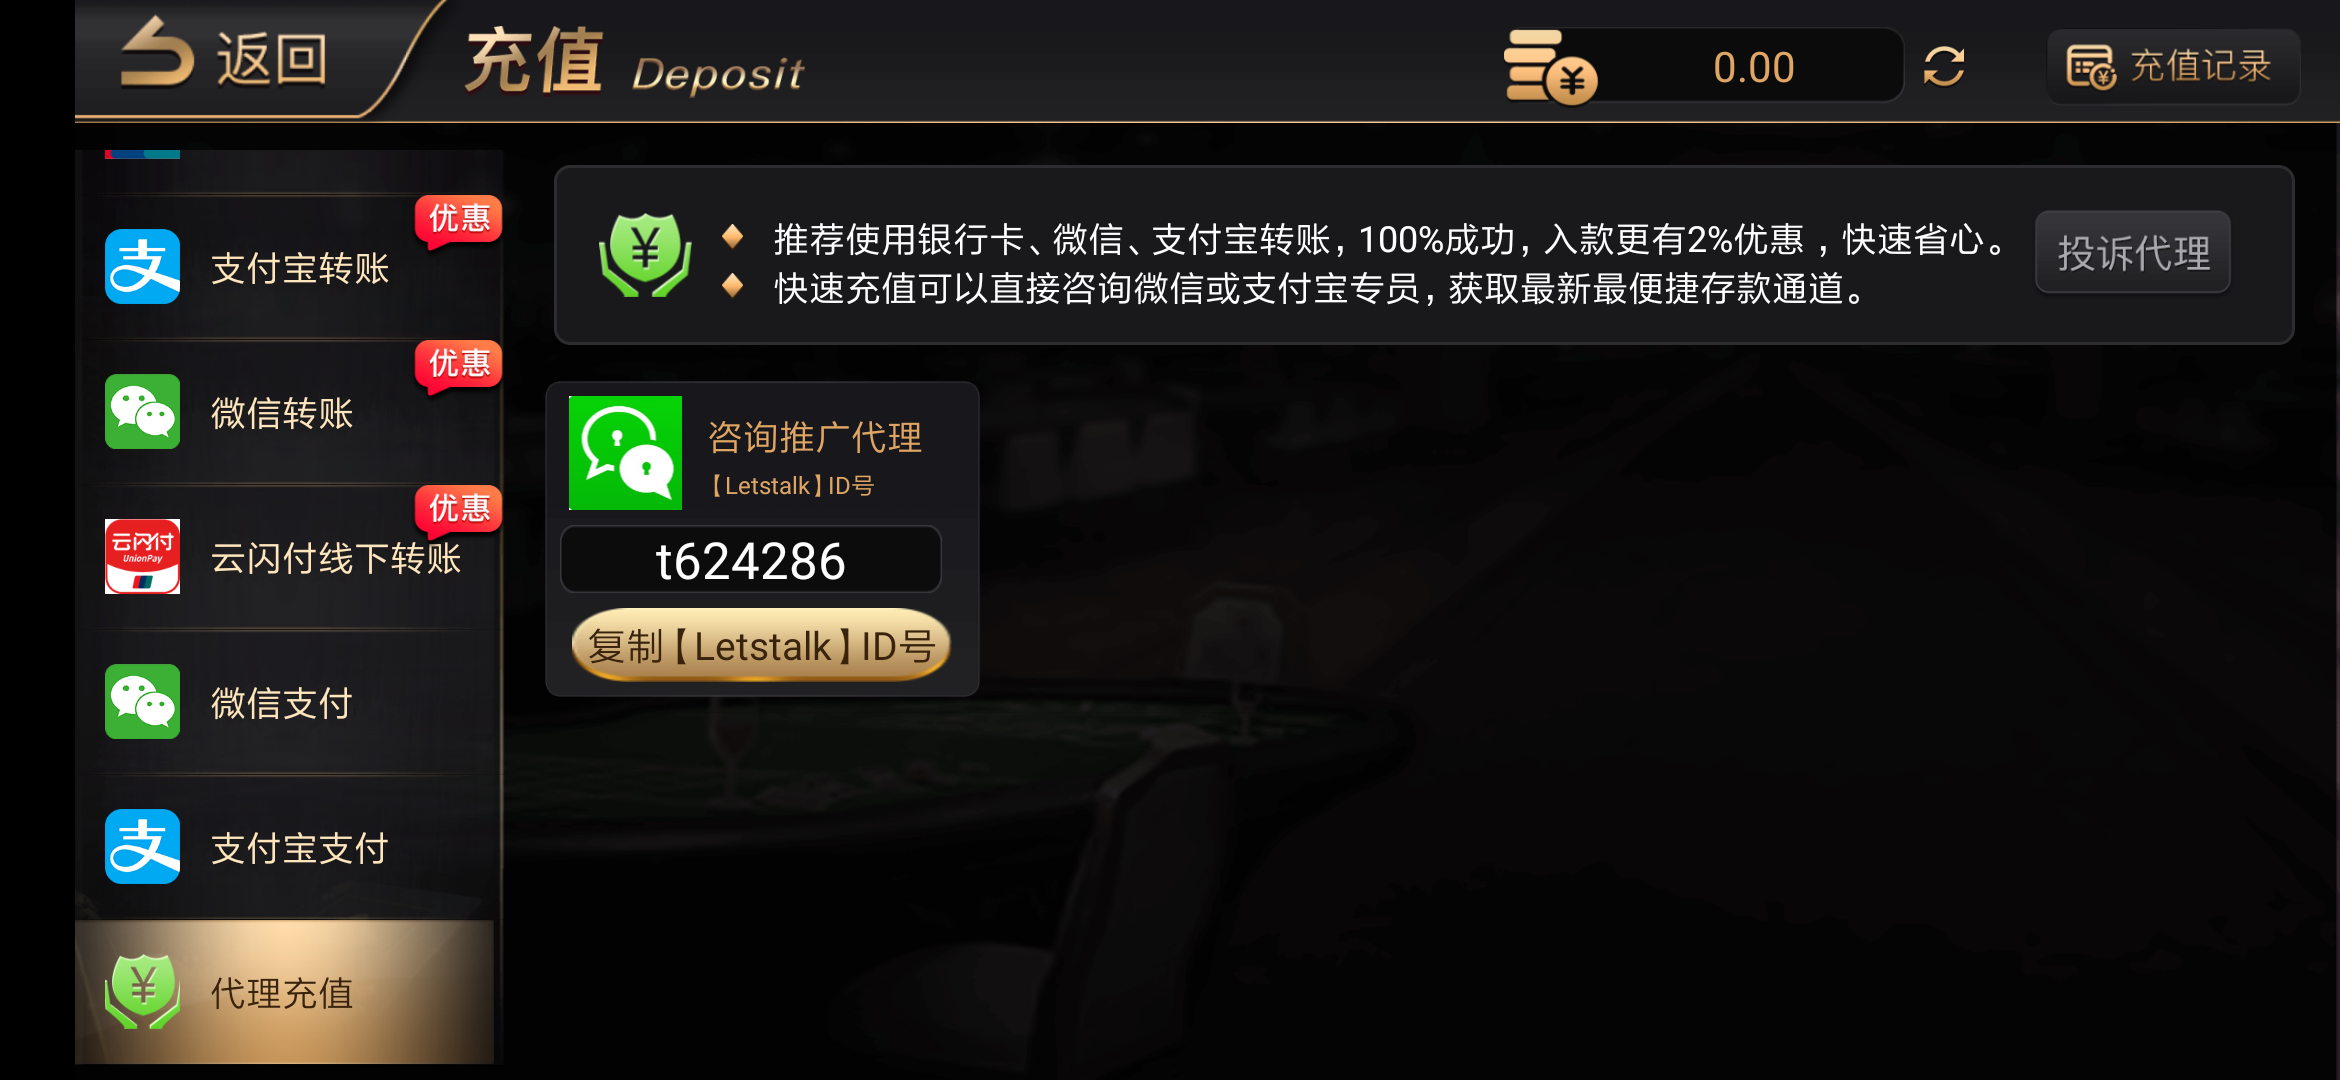 返回
充值 Deposit
0.00
充值记录
优惠
支付宝转账
优惠
微信转账
优惠
云闪付
UnionPay
云闪付线下转账
微信支付
支付宝支付
代理充值
推荐使用银行卡、微信、支付宝转账，100%成功，入款更有2%优惠，快速省心。
快速充值可以直接咨询微信或支付宝专员，获取最新最便捷存款通道。
投诉代理
咨询推广代理
【Letstalk】ID号
t624286
复制【Letstalk】ID号